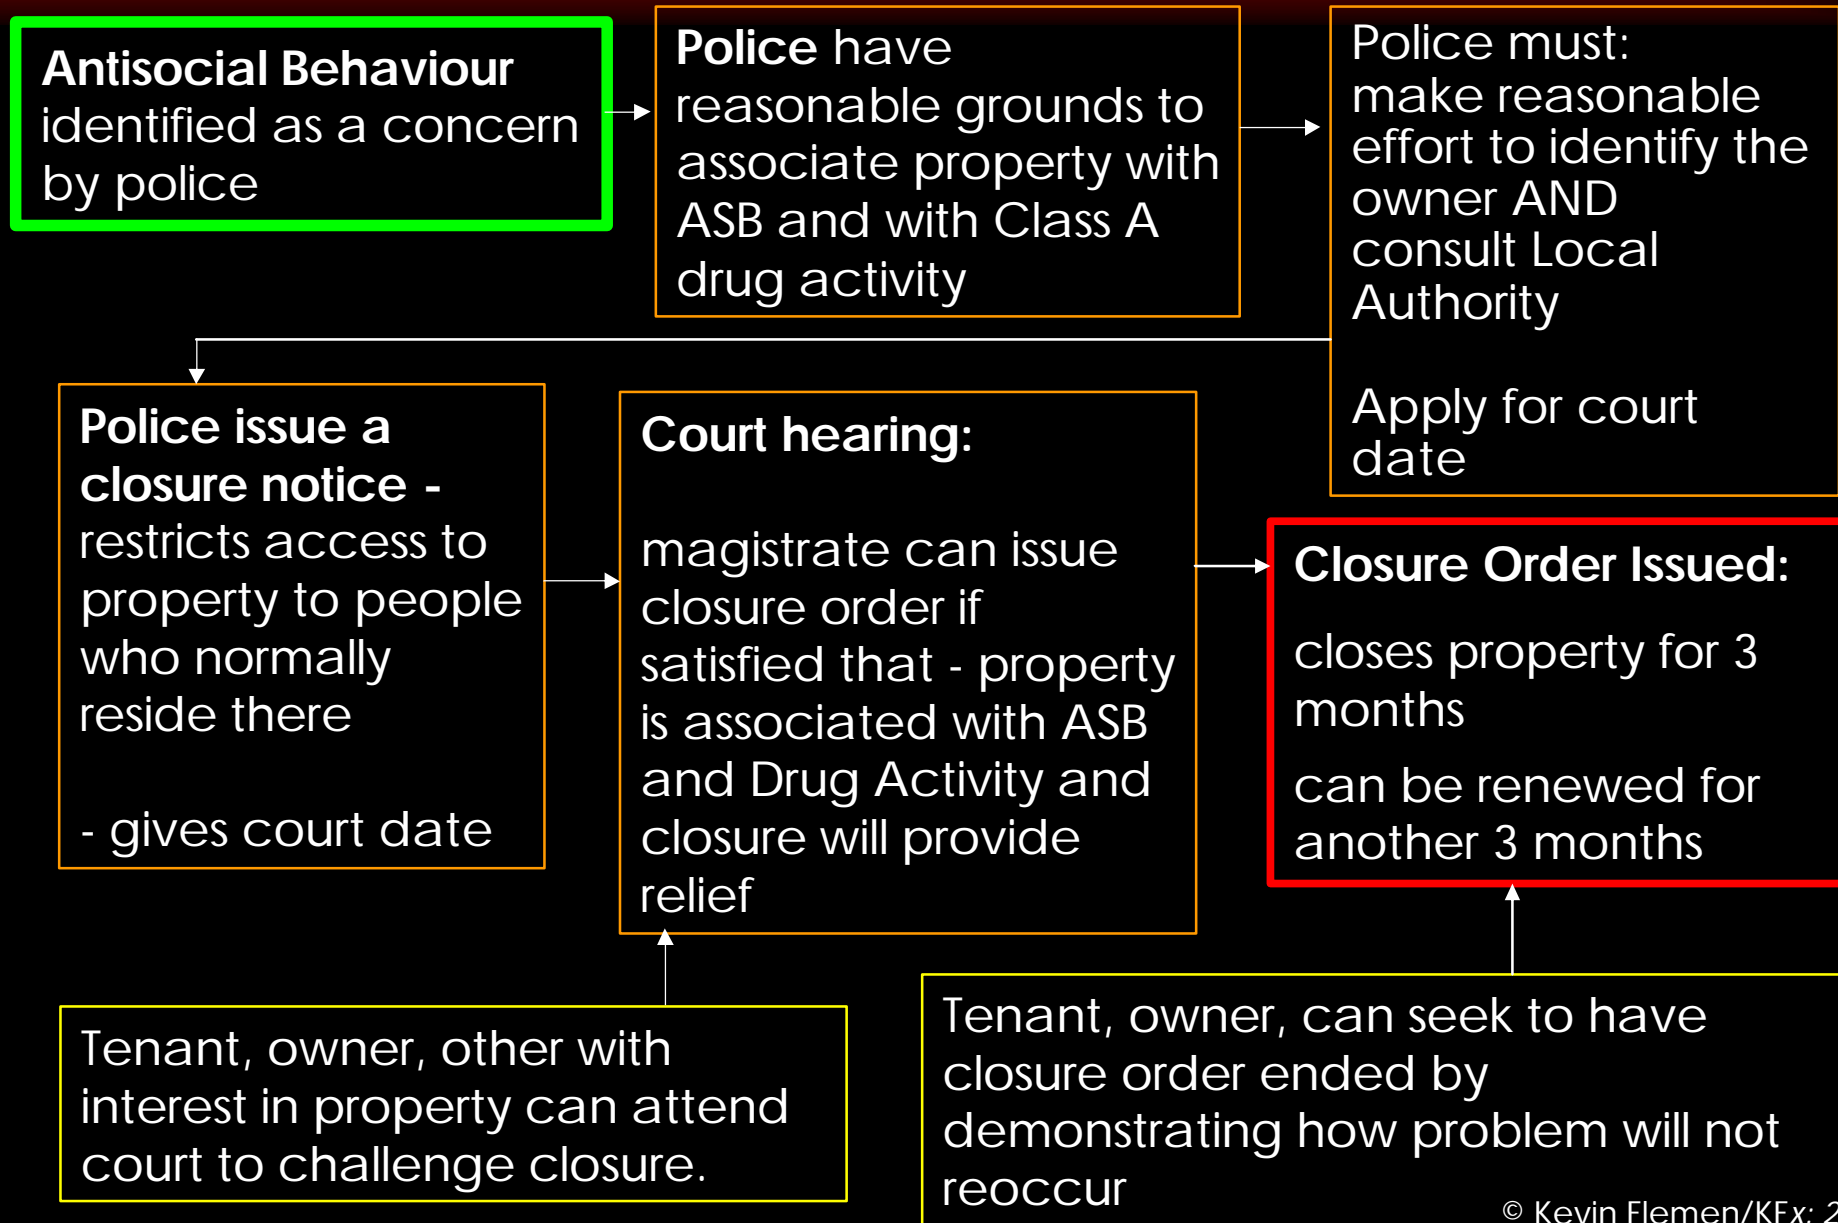 Antisocial Behaviour
identified as a concern
by police
Police have
reasonable grounds to
associate property with
ASB and with Class A
drug activity
Police must:
make reasonable
effort to identify the
owner AND
consult Local
Authority
Apply for court
date
Police issue a
closure notice -
restricts access to
property to people
who normally
reside there
- gives court date
Court hearing:
magistrate can issue
closure order if
satisfied that - property
is associated with ASB
and Drug Activity and
closure will provide
relief
Closure Order Issued:
closes property for 3
months
can be renewed for
another 3 months
Tenant, owner, other with
interest in property can attend
court to challenge closure.
Tenant, owner, can seek to have
closure order ended by
demonstrating how problem will not
reoccur
© Kevin Flemen/KFx: 2